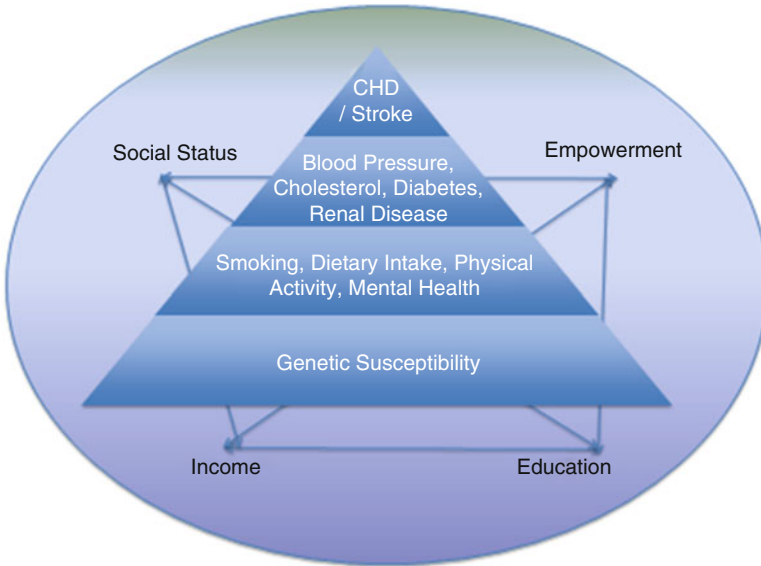 CHD
/ Stroke
Social Status
Empowerment
Blood Pressure,
Cholesterol, Diabetes,
Renal Disease
Smoking, Dietary Intake, Physical
Activity, Mental Health
Genetic Susceptibility
Income
Education